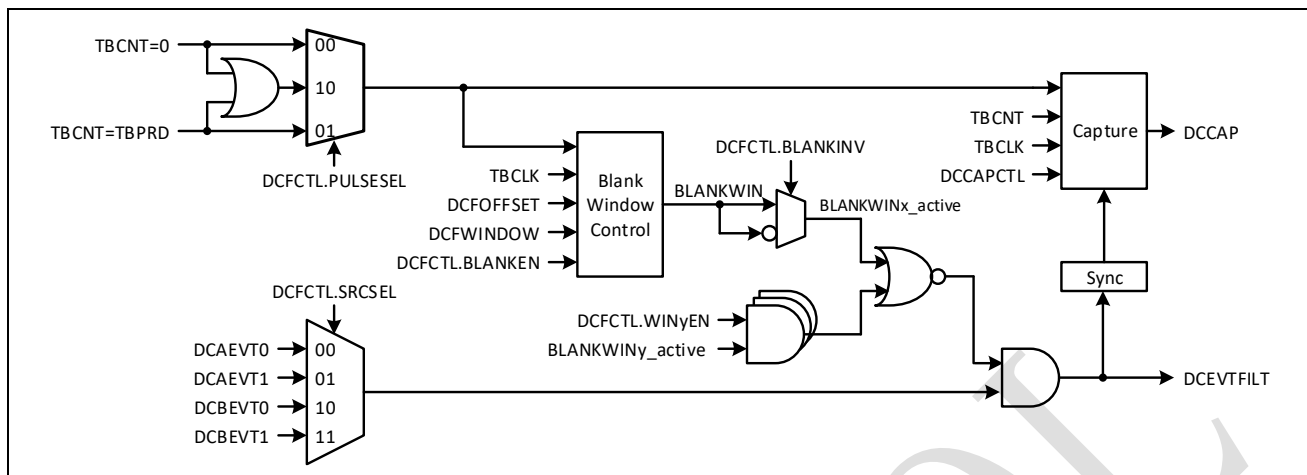 TBCNT=0
00
10
TBCNT=TBPRD
01
DCFCTL.PULSESEL
TBCNT
TBCLK
DCCAPCTL
Capture
DCCAP
TBCLK
DCFOFFSET
DCFWINDOW
DCFCTL.BLANKEN
Blank
Window
Control
BLANKWIN
DCFCTL.BLANKINV
BLANKWINx_active
DCFCTL.WINyEN
BLANKWINy_active
Sync
DCFCTL.SRCSEL
DCAEVT0
00
DCAEVT1
01
DCBEVT0
10
DCBEVT1
11
DCEVTFILT